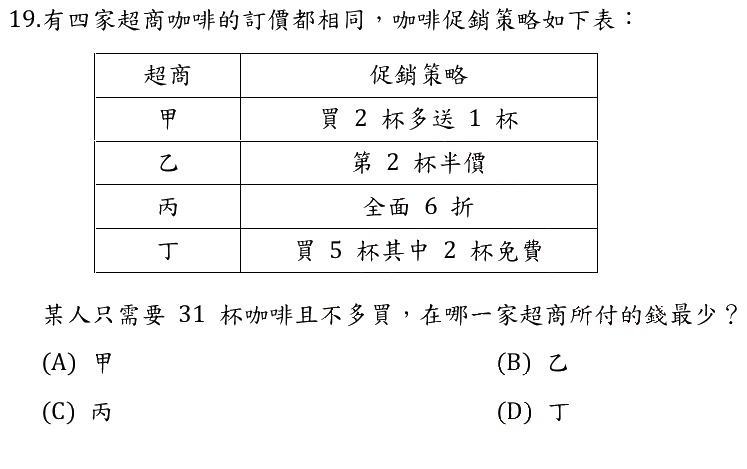 19.有四家超商咖啡的訂價都相同，咖啡促銷策略如下表：
超商 促銷策略
甲 買 2 杯多送 1 杯
乙 第 2 杯半價
丙 全面 6 折
丁 買 5 杯其中 2 杯免費
某人只需要 31 杯咖啡且不多買，在哪一家超商所付的錢最少？
(A) 甲 (B) 乙
(C) 丙 (D) 丁